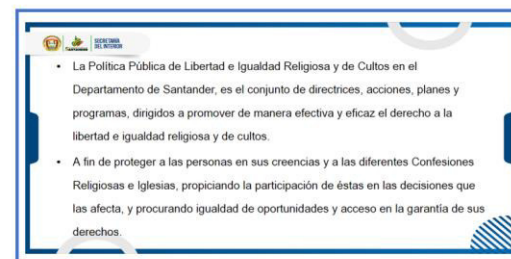 Santander
SECRETARÍA
DEL INTERIOR
• La Política Pública de Libertad e Igualdad Religiosa y de Cultos en el
Departamento de Santander, es el conjunto de directrices, acciones, planes y
programas, dirigidos a promover de manera efectiva y eficaz el derecho a la
libertad e igualdad religiosa y de cultos.
• A fin de proteger a las personas en sus creencias y a las diferentes Confesiones
Religiosas e Iglesias, propiciando la participación de éstas en las decisiones que
las afecta, y procurando igualdad de oportunidades y acceso en la garantía de sus
derechos.